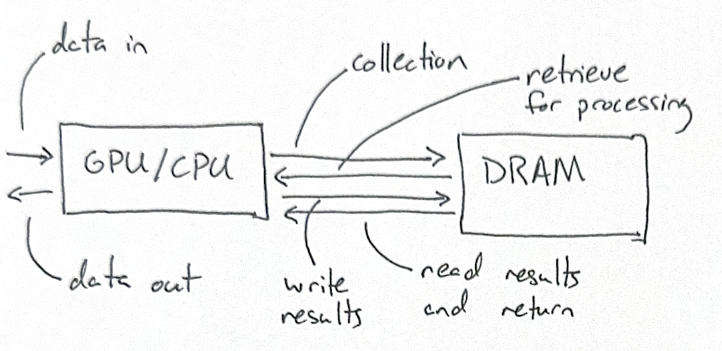 data in
collection
retrieve
for processing
GPU/CPU
DRAM
data out
write
results
read results
and return